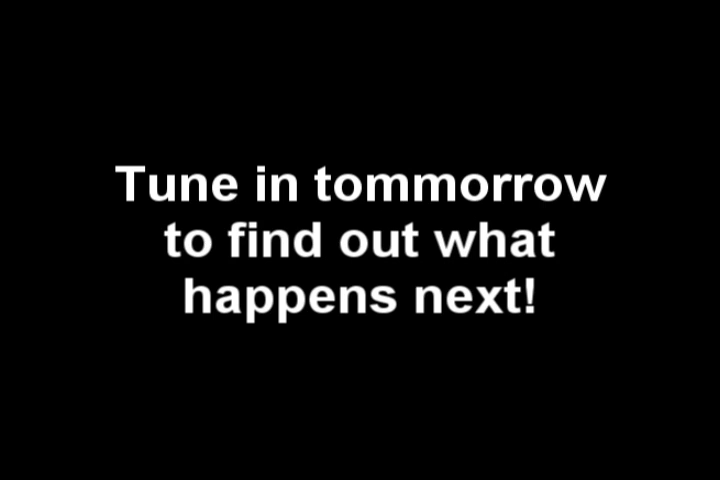 Tune in tommorrow
to find out what
happens next!